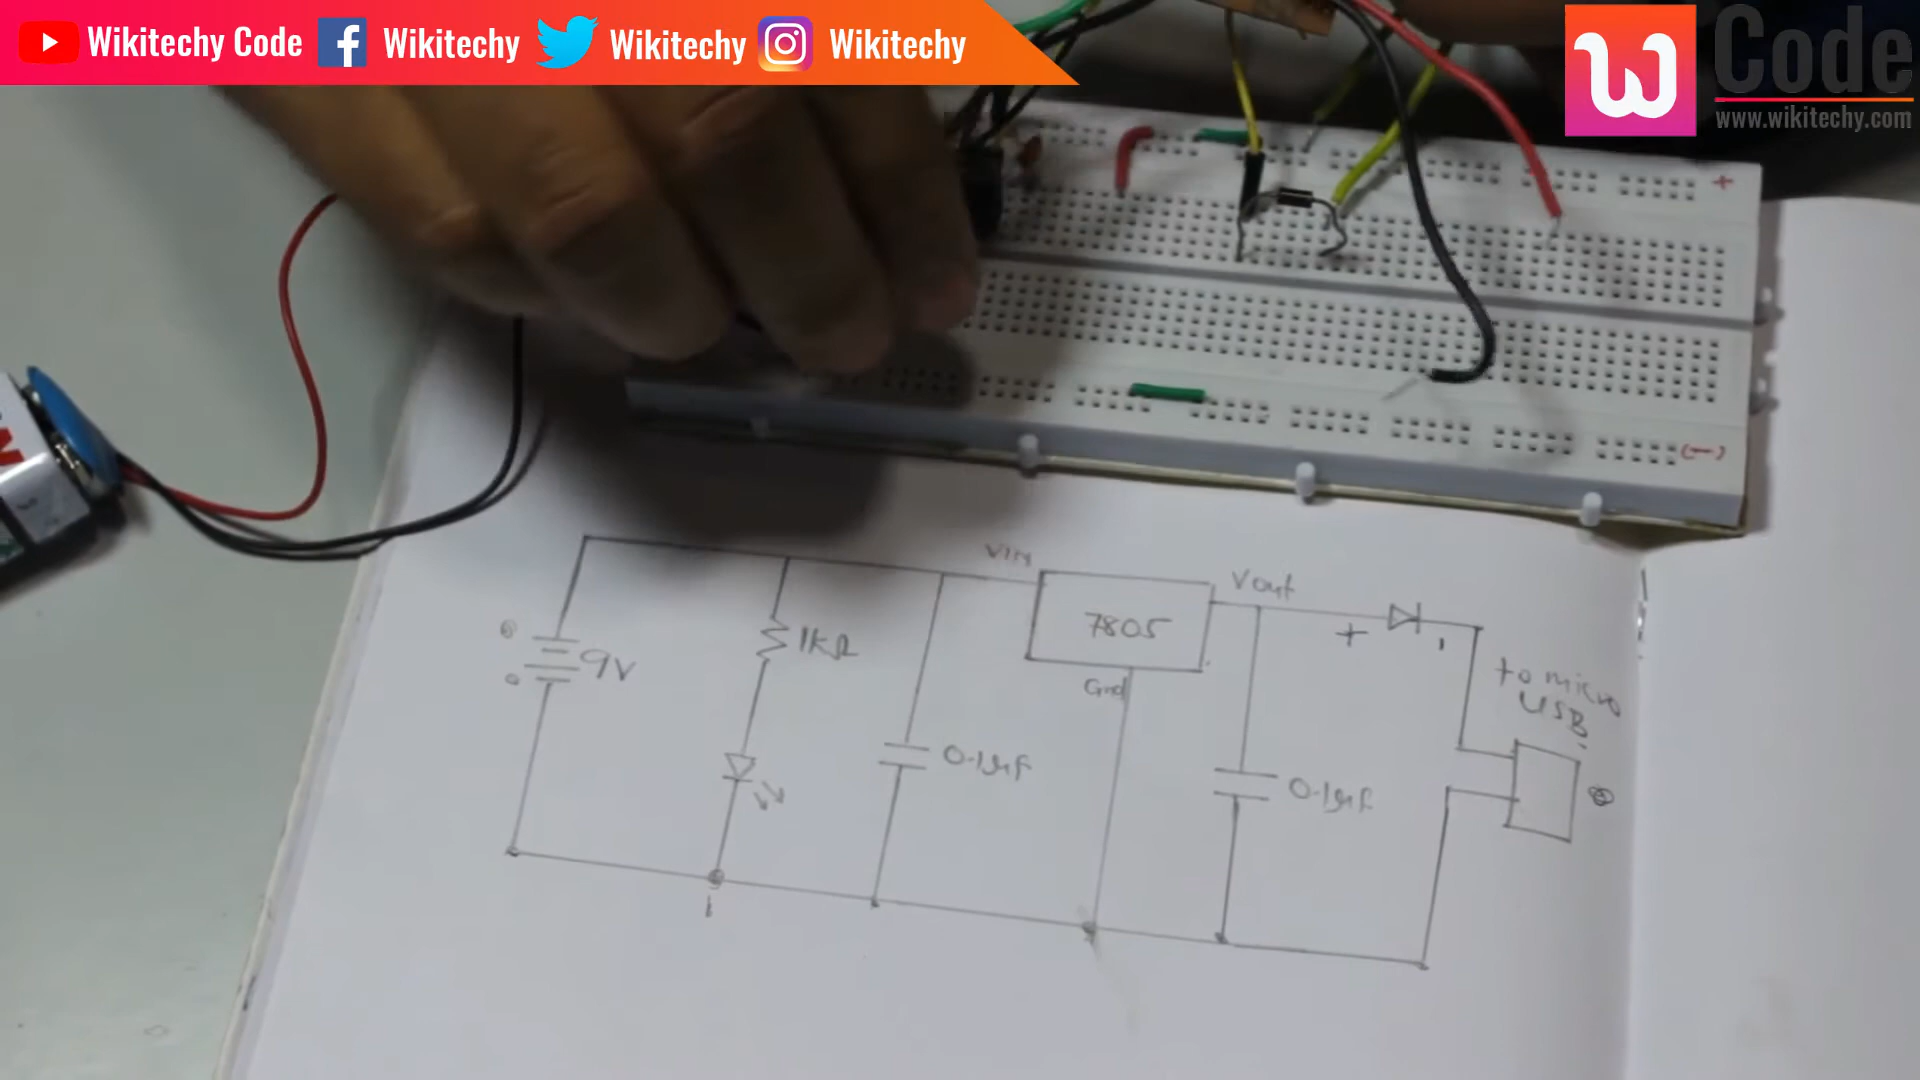 Wikitechy Code Wikitechy Wikitechy Wikitechy
W Code
www.wikitechy.com
+
(-)
VIN
Vout
7805
1kΩ
9V
+
Gnd
to micro
USB
0.1µF
0.1µF